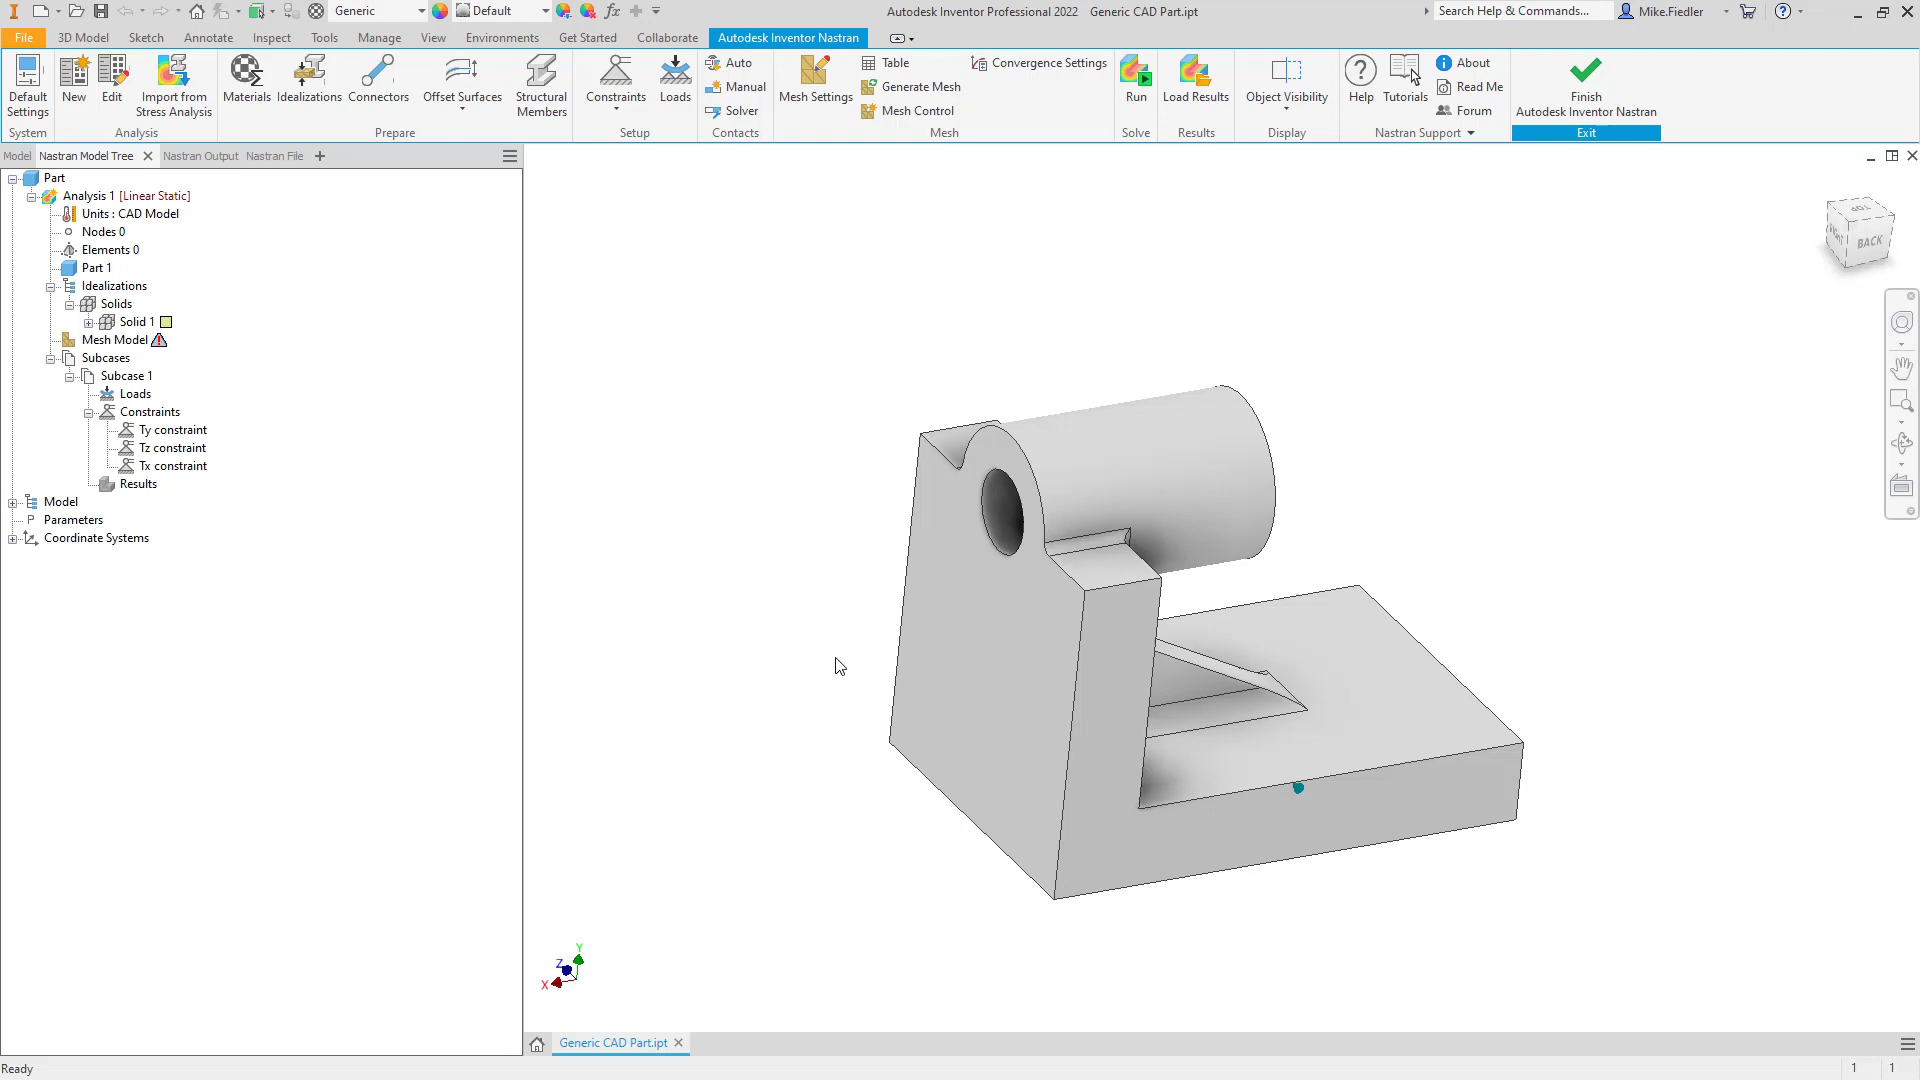 Generic
Default
fx
Autodesk Inventor Professional 2022 Generic CAD Part.ipt
Search Help & Commands...
Mike.Fiedler
File 3D Model Sketch Annotate Inspect Tools Manage View Environments Get Started Collaborate Autodesk Inventor Nastran
Default Settings
New
Edit
Import from Stress Analysis
Materials
Idealizations
Connectors
Offset Surfaces
Structural Members
Constraints
Loads
Auto
Manual
Solver
Mesh Settings
Table
Generate Mesh
Mesh Control
Convergence Settings
Run
Load Results
Object Visibility
Help
Tutorials
About
Read Me
Forum
Finish Autodesk Inventor Nastran
System Analysis Prepare Setup Contacts Mesh Solve Results Display Nastran Support Exit
Model Nastran Model Tree Nastran Output Nastran File
Part
Analysis 1 [Linear Static]
Units : CAD Model
Nodes 0
Elements 0
Part 1
Idealizations
Solids
Solid 1
Mesh Model
Subcases
Subcase 1
Loads
Constraints
Ty constraint
Tz constraint
Tx constraint
Results
Model
P Parameters
Coordinate Systems
TOP
RIGHT
BACK
Y
Z
X
Generic CAD Part.ipt
Ready
1 1